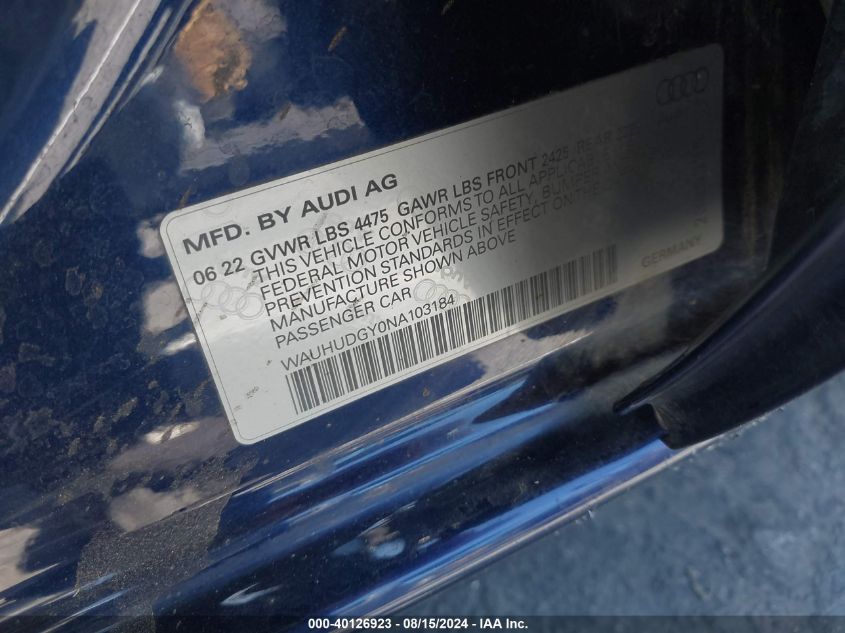 MFD. BY AUDI AG
06 22 GVWR LBS 4475 GAWR LBS FRONT 2425 REAR
THIS VEHICLE CONFORMS TO ALL APPLICABLE
FEDERAL MOTOR VEHICLE SAFETY, BUMPER
PREVENTION STANDARDS IN EFFECT ON THE
MANUFACTURE SHOWN ABOVE
PASSENGER CAR
GERMANY
WAUHUDGY0NA103184
000-40126923 - 08/15/2024 - IAA Inc.